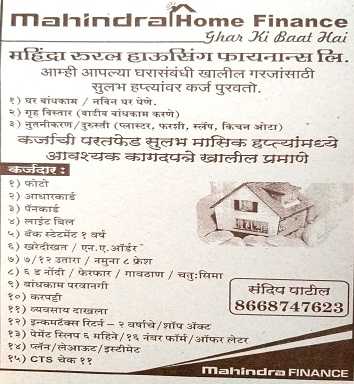 Mahindra Home Finance
Ghar Ki Baat Hai
महिंद्रा रुरल हाऊसिंग फायनान्स लि.
आम्ही आपल्या घरासंबंधी खालील गरजांसाठी
सुलभ हप्त्यांवर कर्ज पुरवतो.
१) घर बांधकाम / नविन घर घेणे.
२) गृह विस्तार (वाढीव बांधकाम करणे)
३) नुतनीकरण/दुरुस्ती (प्लास्टर, फरशी, स्लॅप, किचन ओटा)
कर्जाची परतफेड सुलभ मासिक हप्त्यांमध्ये
आवश्यक कागदपत्रे खालील प्रमाणे
कर्जदार :
१) फोटो
२) आधारकार्ड
३) पॅनकार्ड
४) लाईट बिल
५) बँक स्टेटमेंट १ वर्ष
६) खरेदीखत / एन.ए.ऑर्डर
७) ७/१२ उतारा / नमुना ८ फ्रेश
८) ६ ड नोंदी / फेरफार / गावठाण / चतु:सिमा
९) बांधकाम परवानगी
१०) करपट्टी
११) व्यवसाय दाखला
१२) इन्कमटॅक्स रिटर्न – २ वर्षाचे/शॉप अॅक्ट
१३) पेमेंट स्लिप ६ महिने/१६ नंबर फॉर्म/ऑफर लेटर
१४) प्लॅन/लेआऊट/इस्टीमेट
१५) CTS चेक ११
संदिप पाटील
8668747623
Mahindra FINANCE